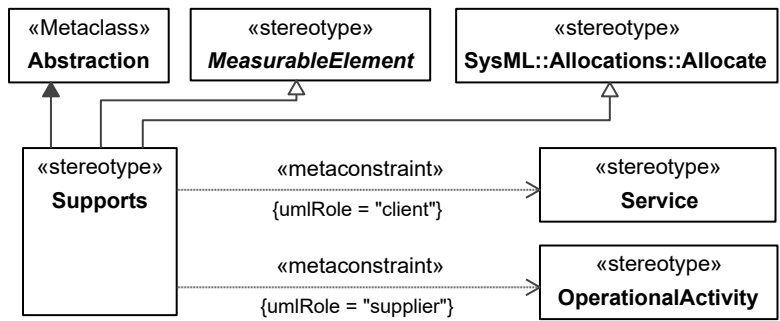 «Metaclass»
Abstraction
«stereotype»
MeasurableElement
«stereotype»
SysML::Allocations::Allocate
«stereotype»
Supports
«metaconstraint»
{umlRole = "client"}
«stereotype»
Service
«metaconstraint»
{umlRole = "supplier"}
«stereotype»
OperationalActivity